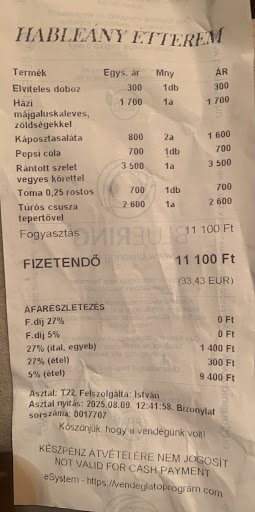 HABLEÁNY ÉTTEREM
Termék Egys. ár Mny ÁR
Elviteles doboz 300 1db 300
Házi 1 700 1a 1 700
májgaluskaleves,
zöldségekkel
Káposztasaláta 800 2a 1 600
Pepsi cola 700 1db 700
Rántott szelet 3 500 1a 3 500
vegyes körettel
Toma 0,25 rostos 700 1db 700
Túrós csusza 2 600 1a 2 600
tepertővel
Fogyasztás 11 100 Ft
FIZETENDŐ 11 100 Ft
(33,43 EUR)
ÁFARÉSZLETEZÉS
F.díj 27% 0 Ft
F.díj 5% 0 Ft
27% (ital, egyéb) 1 400 Ft
27% (étel) 300 Ft
5% (étel) 9 400 Ft
Asztal: T22, Felszolgálta: István
Asztal nyitás: 2025.08.09. 12:41:58, Bizonylat
sorszáma: 0017707
Köszönjük, hogy a vendégünk volt!
KÉSZPÉNZ ÁTVÉTELÉRE NEM JOGOSÍT
NOT VALID FOR CASH PAYMENT
eSystem - https://vendeglatoprogram.com